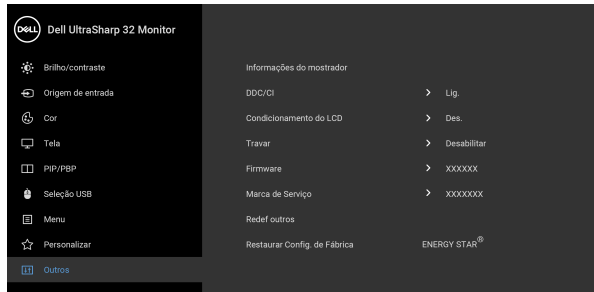 DELL Dell UltraSharp 32 Monitor
Brilho/contraste
Origem de entrada
Cor
Tela
PIP/PBP
Seleção USB
Menu
Personalizar
Outros
Informações do mostrador
DDC/CI > Lig.
Condicionamento do LCD > Des.
Travar > Desabilitar
Firmware > XXXXXX
Marca de Serviço > XXXXXXX
Redef outros
Restaurar Config. de Fábrica ENERGY STAR®